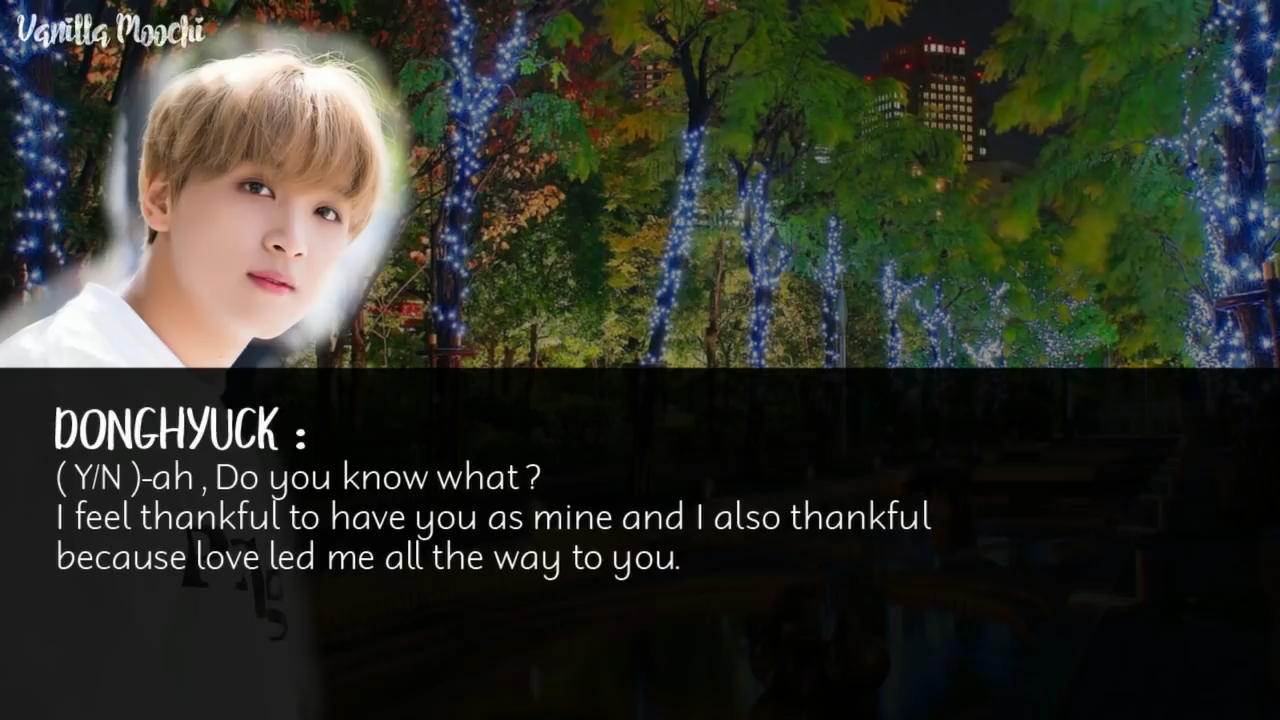 Vanilla Moochi
DONGHYUCK :
( Y/N )-ah , Do you know what ?
I feel thankful to have you as mine and I also thankful
because love led me all the way to you.